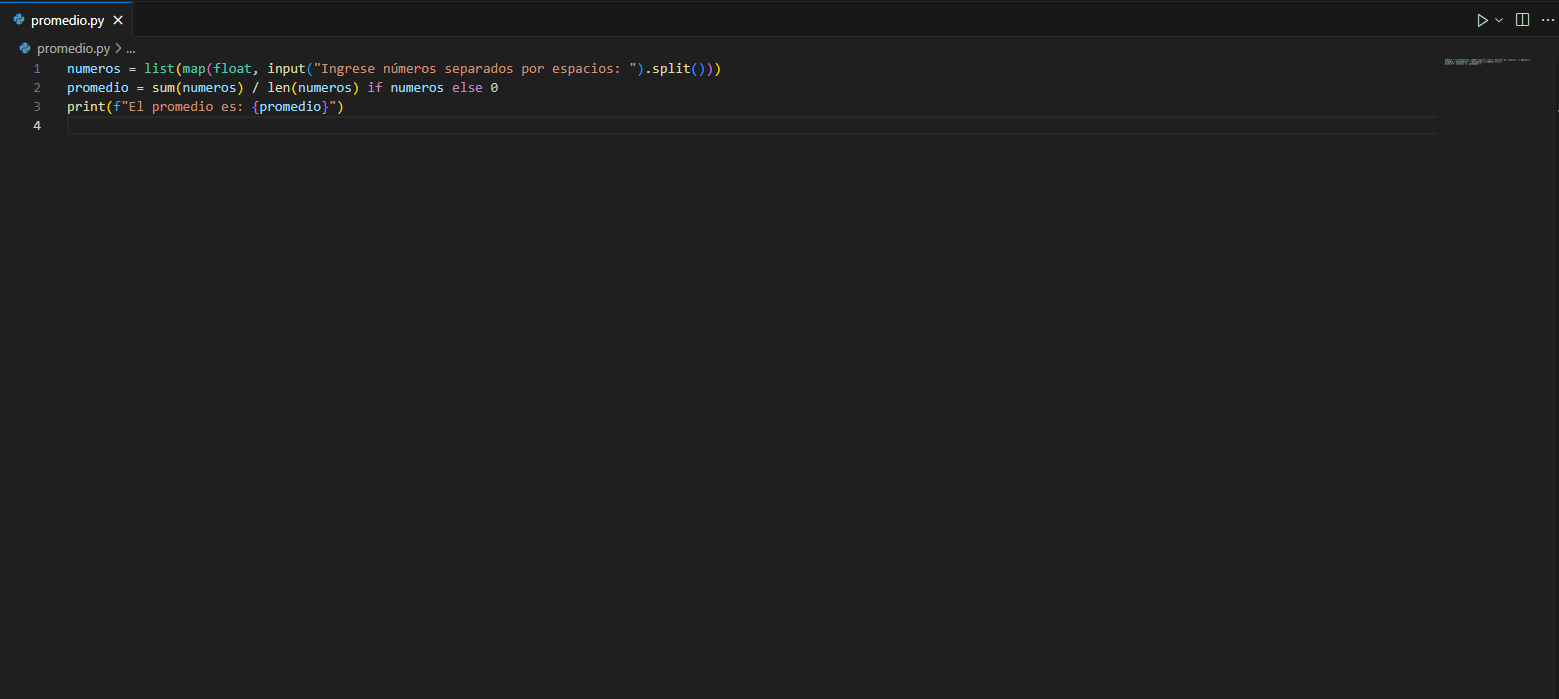 promedio.py
promedio.py > ...
1 numeros = list(map(float, input("Ingrese números separados por espacios: ").split()))
2 promedio = sum(numeros) / len(numeros) if numeros else 0
3 print(f"El promedio es: {promedio}")
4